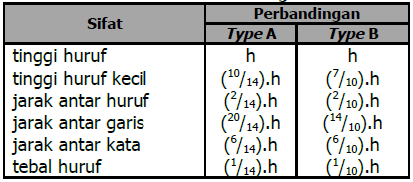 Sifat Perbandingan
Type A Type B
tinggi huruf h h
tinggi huruf kecil (10/14).h (7/10).h
jarak antar huruf (2/14).h (2/10).h
jarak antar garis (20/14).h (14/10).h
jarak antar kata (6/14).h (6/10).h
tebal huruf (1/14).h (1/10).h